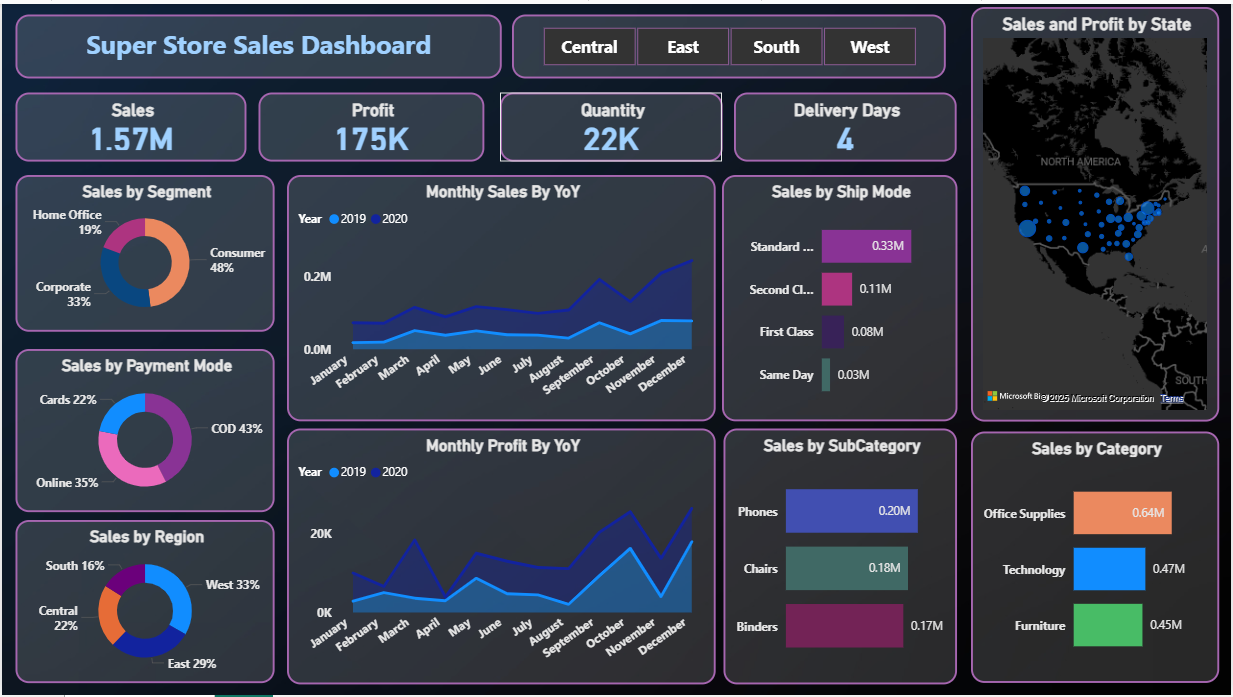 Super Store Sales Dashboard
Central East South West
Sales
1.57M
Profit
175K
Quantity
22K
Delivery Days
4
Sales and Profit by State
NORTH AMERICA
SOUTH
Microsoft Bing
©2025 Microsoft Corporation Terms
Sales by Segment
Home Office
19%
Consumer
48%
Corporate
33%
Monthly Sales By YoY
Year 2019 2020
0.2M
0.0M
January February March April May June July August September October November December
Sales by Ship Mode
Standard ... 0.33M
Second Cl... 0.11M
First Class 0.08M
Same Day 0.03M
Sales by Payment Mode
Cards 22%
COD 43%
Online 35%
Monthly Profit By YoY
Year 2019 2020
20K
0K
January February March April May June July August September October November December
Sales by SubCategory
Phones 0.20M
Chairs 0.18M
Binders 0.17M
Sales by Category
Office Supplies 0.64M
Technology 0.47M
Furniture 0.45M
Sales by Region
South 16%
West 33%
Central
22%
East 29%